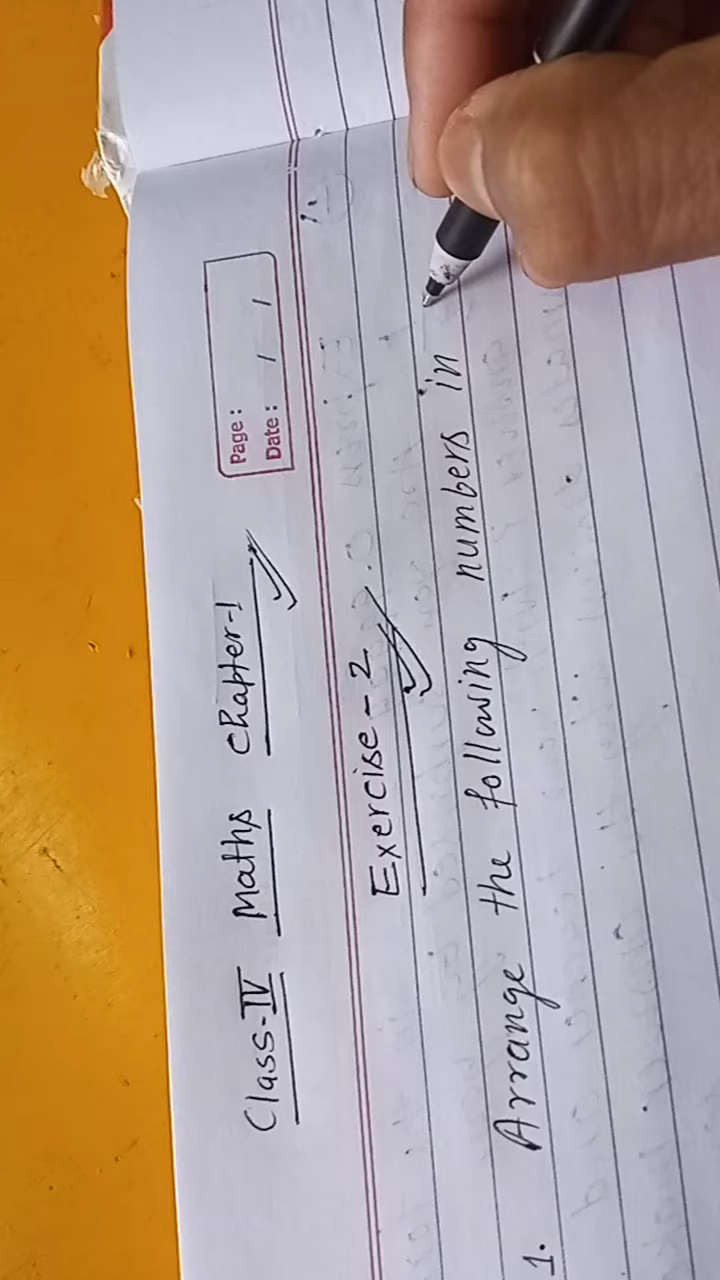 Class-IV Maths Chapter-1
Page:
Date: / /
Exercise - 2
1. Arrange the following numbers in